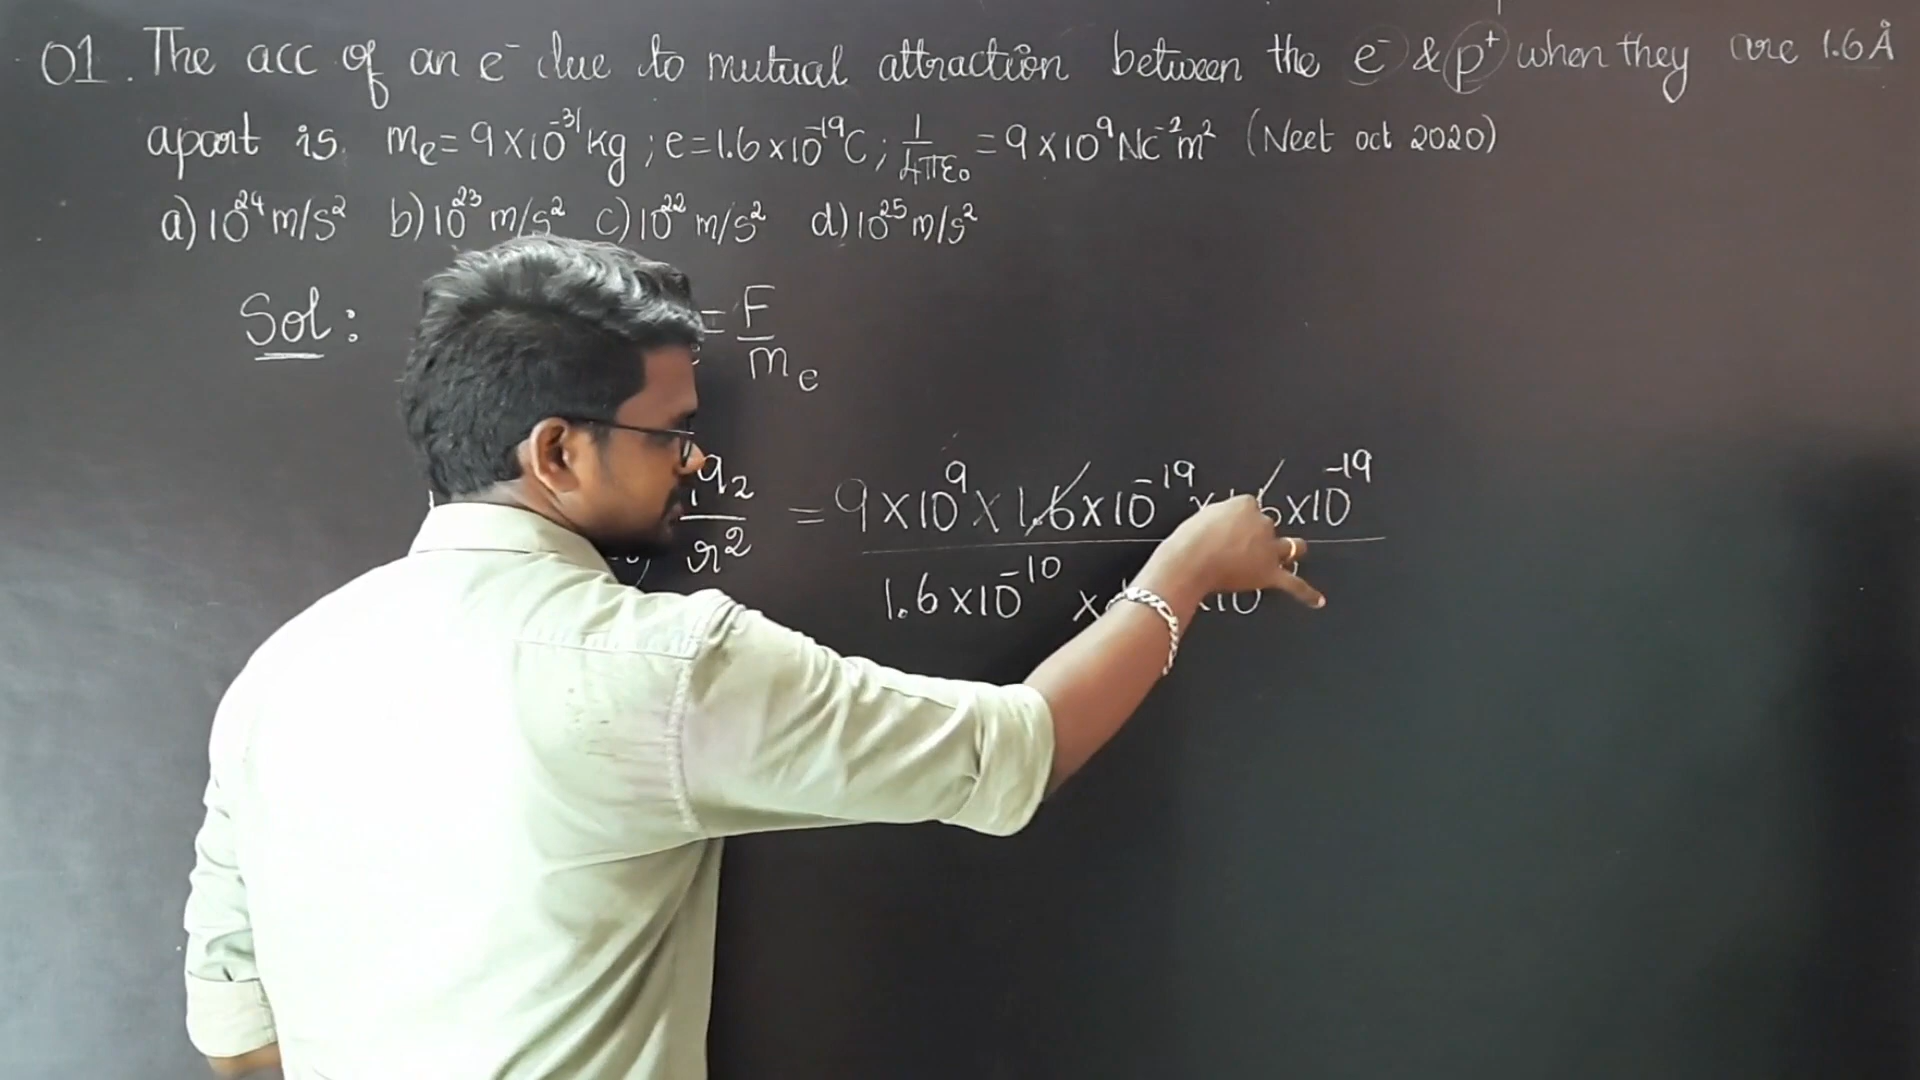 01. The acc of an e⁻ due to mutual attraction between the e⁻ & p⁺ when they are 1.6 Å
apart is. mₑ = 9 × 10⁻³¹ kg ; e = 1.6 × 10⁻¹⁹ C ; 1/4πε₀ = 9 × 10⁹ Nc⁻² m² (Neet oct 2020)
a) 10²⁴ m/s² b) 10²³ m/s² c) 10²² m/s² d) 10²⁵ m/s²
Sol :
= F/mₑ
q₂/r² = 9 × 10⁹ × 1.6 × 10⁻¹⁹ × 6 × 10⁻¹⁹
1.6 × 10⁻¹⁰ × × 10